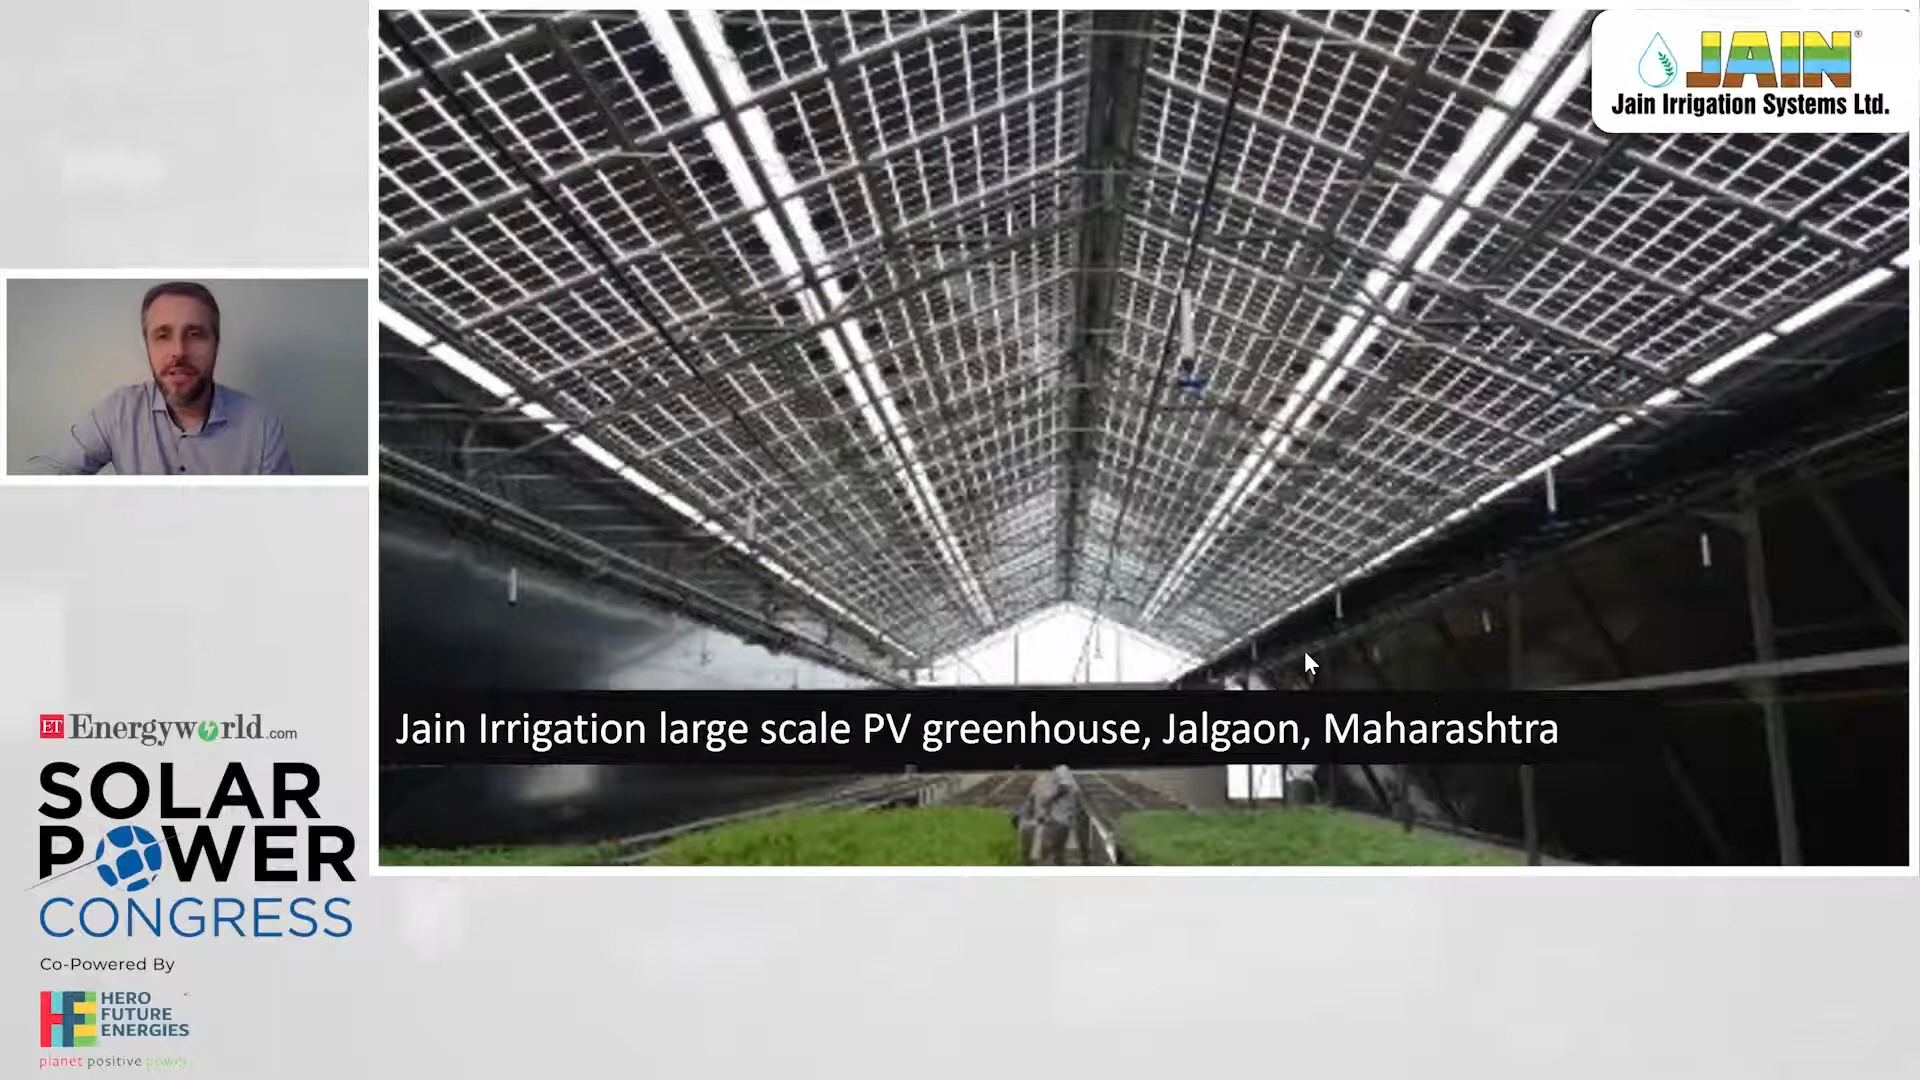 JAIN
Jain Irrigation Systems Ltd.
Jain Irrigation large scale PV greenhouse, Jalgaon, Maharashtra
ET Energyworld.com
SOLAR
POWER
CONGRESS
Co-Powered By
HFE
HERO
FUTURE
ENERGIES
planet positive power